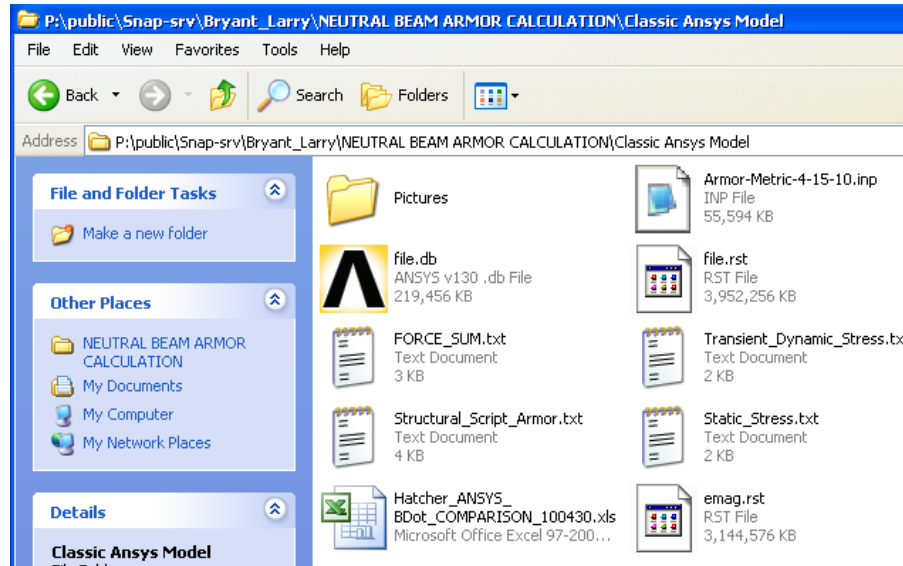 P:\public\Snap-srv\Bryant_Larry\NEUTRAL BEAM ARMOR CALCULATION\Classic Ansys Model
File Edit View Favorites Tools Help
Back Search Folders
Address P:\public\Snap-srv\Bryant_Larry\NEUTRAL BEAM ARMOR CALCULATION\Classic Ansys Model
File and Folder Tasks
Make a new folder
Other Places
NEUTRAL BEAM ARMOR
CALCULATION
My Documents
My Computer
My Network Places
Details
Classic Ansys Model
Pictures
Armor-Metric-4-15-10.inp
INP File
55,594 KB
file.db
ANSYS v130 .db File
219,456 KB
file.rst
RST File
3,952,256 KB
FORCE_SUM.txt
Text Document
3 KB
Transient_Dynamic_Stress.tx
Text Document
2 KB
Structural_Script_Armor.txt
Text Document
4 KB
Static_Stress.txt
Text Document
2 KB
Hatcher_ANSYS_
BDot_COMPARISON_100430.xls
Microsoft Office Excel 97-200...
emag.rst
RST File
3,144,576 KB